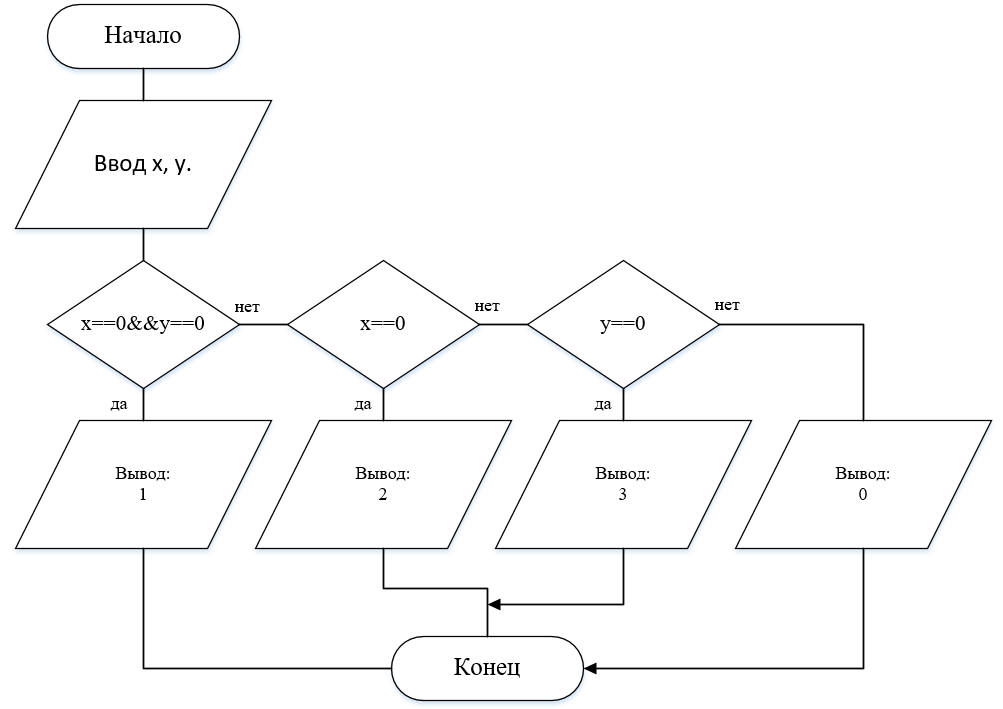 Начало
Ввод x, y.
x==0&&y==0
нет
x==0
нет
y==0
нет
да
да
да
Вывод:
1
Вывод:
2
Вывод:
3
Вывод:
0
Конец